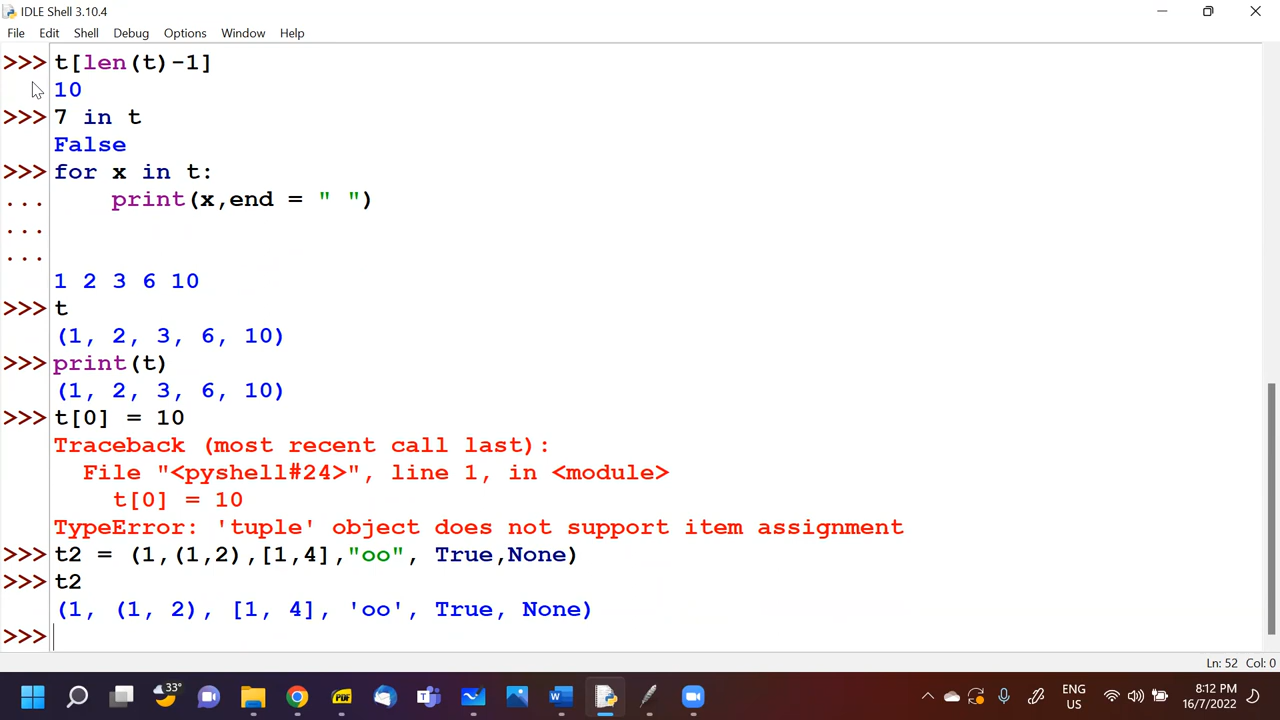 IDLE Shell 3.10.4
File Edit Shell Debug Options Window Help
>>> t[len(t)-1]
10
>>> 7 in t
False
>>> for x in t:
...     print(x,end = " ")
...
...
1 2 3 6 10
>>> t
(1, 2, 3, 6, 10)
>>> print(t)
(1, 2, 3, 6, 10)
>>> t[0] = 10
Traceback (most recent call last):
  File "<pyshell#24>", line 1, in <module>
    t[0] = 10
TypeError: 'tuple' object does not support item assignment
>>> t2 = (1,(1,2),[1,4],"oo", True,None)
>>> t2
(1, (1, 2), [1, 4], 'oo', True, None)
>>>
Ln: 52 Col: 0
33°
PDF
ENG
US
8:12 PM
16/7/2022